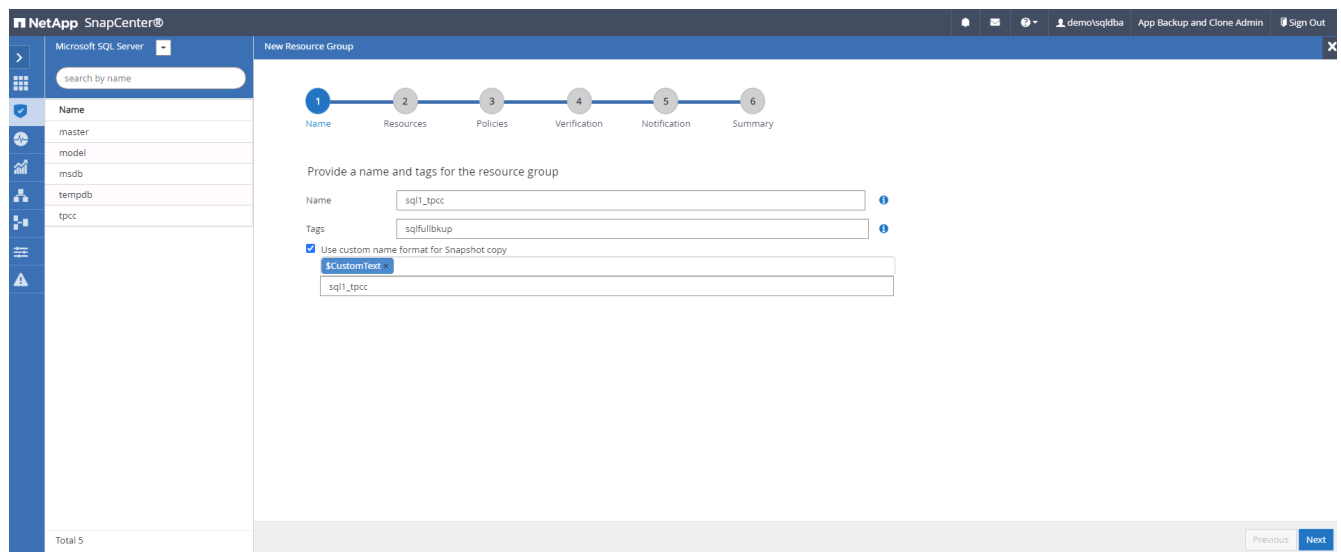 NetApp SnapCenter®
demo\sqldba App Backup and Clone Admin Sign Out
Microsoft SQL Server
New Resource Group
search by name
Name
master
model
msdb
tempdb
tpcc
Total 5
1 2 3 4 5 6
Name Resources Policies Verification Notification Summary
Provide a name and tags for the resource group
Name sql1_tpcc
Tags sqlfullbkup
Use custom name format for Snapshot copy
$CustomText ×
sql1_tpcc
Previous Next